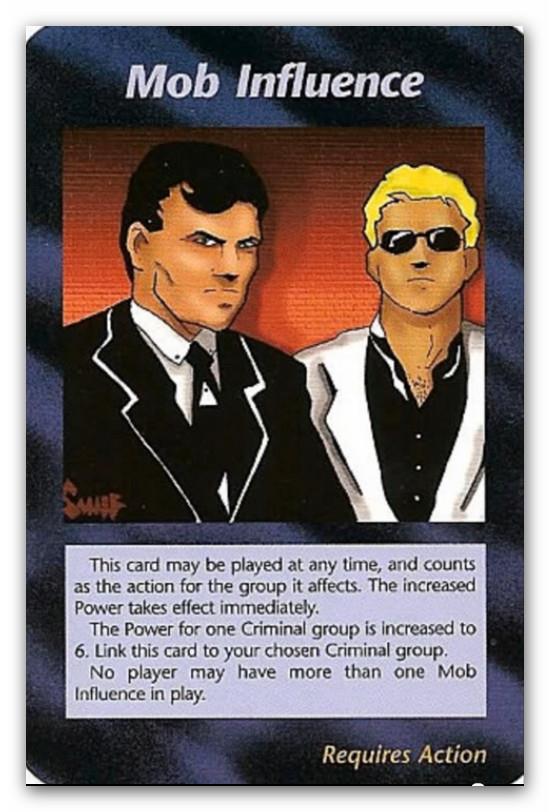 Mob Influence
This card may be played at any time, and counts
as the action for the group it affects. The increased
Power takes effect immediately.
The Power for one Criminal group is increased to
6. Link this card to your chosen Criminal group.
No player may have more than one Mob
Influence in play.
Requires Action